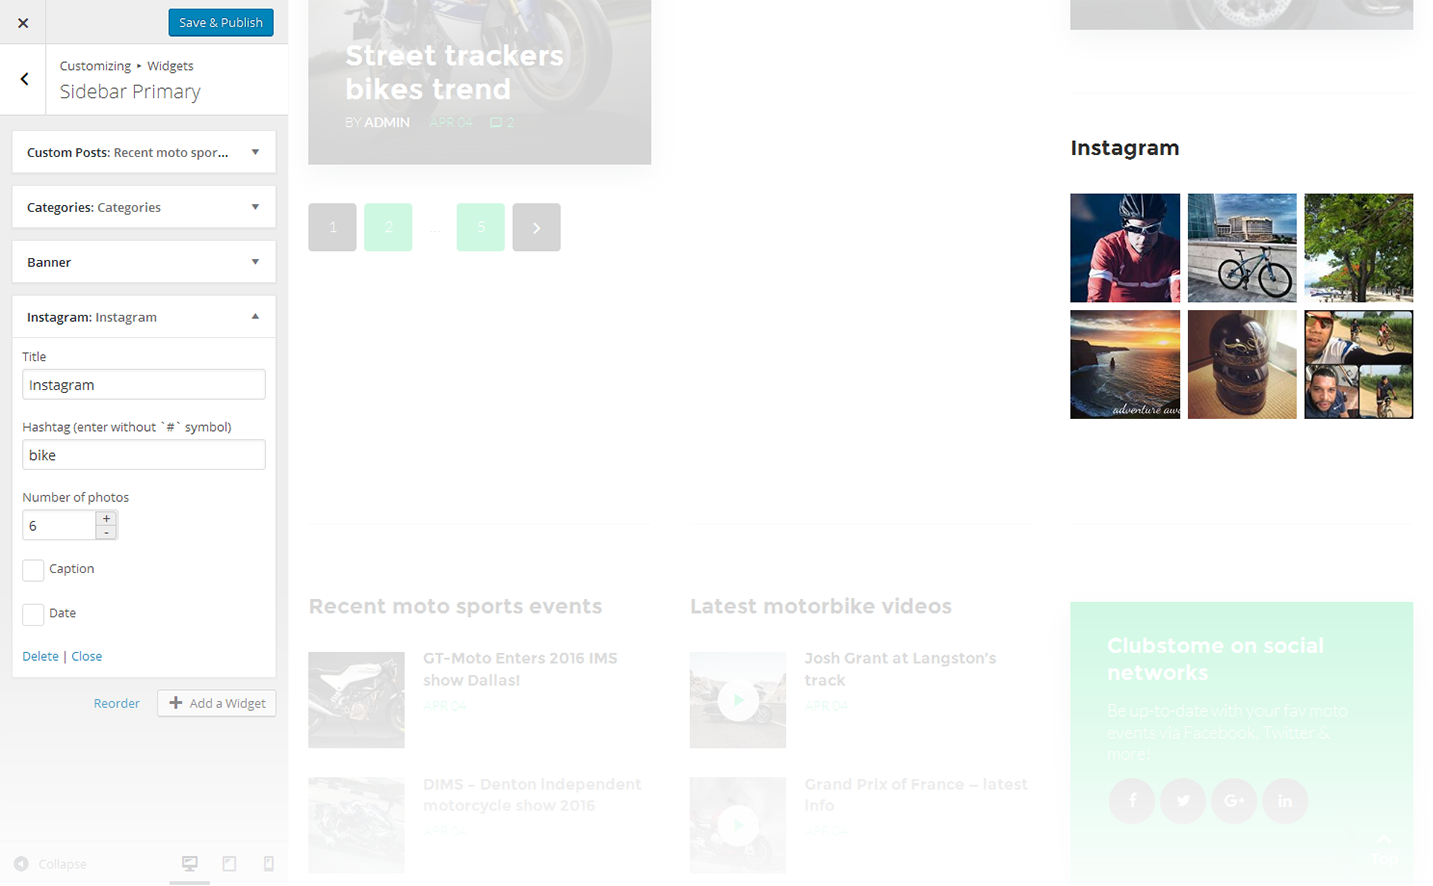 Save & Publish
Customizing ▸ Widgets
Sidebar Primary
Custom Posts: Recent moto spor...
Categories: Categories
Banner
Instagram: Instagram
Title
Instagram
Hashtag (enter without `#` symbol)
bike
Number of photos
6
+
-
Caption
Date
Delete | Close
Reorder
Add a Widget
Collapse
Street trackers
bikes trend
BY ADMIN APR 04 2
1 2 ... 5
Instagram
adventure awa
Recent moto sports events
GT-Moto Enters 2016 IMS
show Dallas!
APR 04
DIMS – Denton independent
motorcycle show 2016
APR 04
Latest motorbike videos
Josh Grant at Langston's
track
APR 04
Grand Prix of France – latest
info
APR 04
Clubstome on social
networks
Be up-to-date with your fav moto
events via Facebook, Twitter &
more!
Top